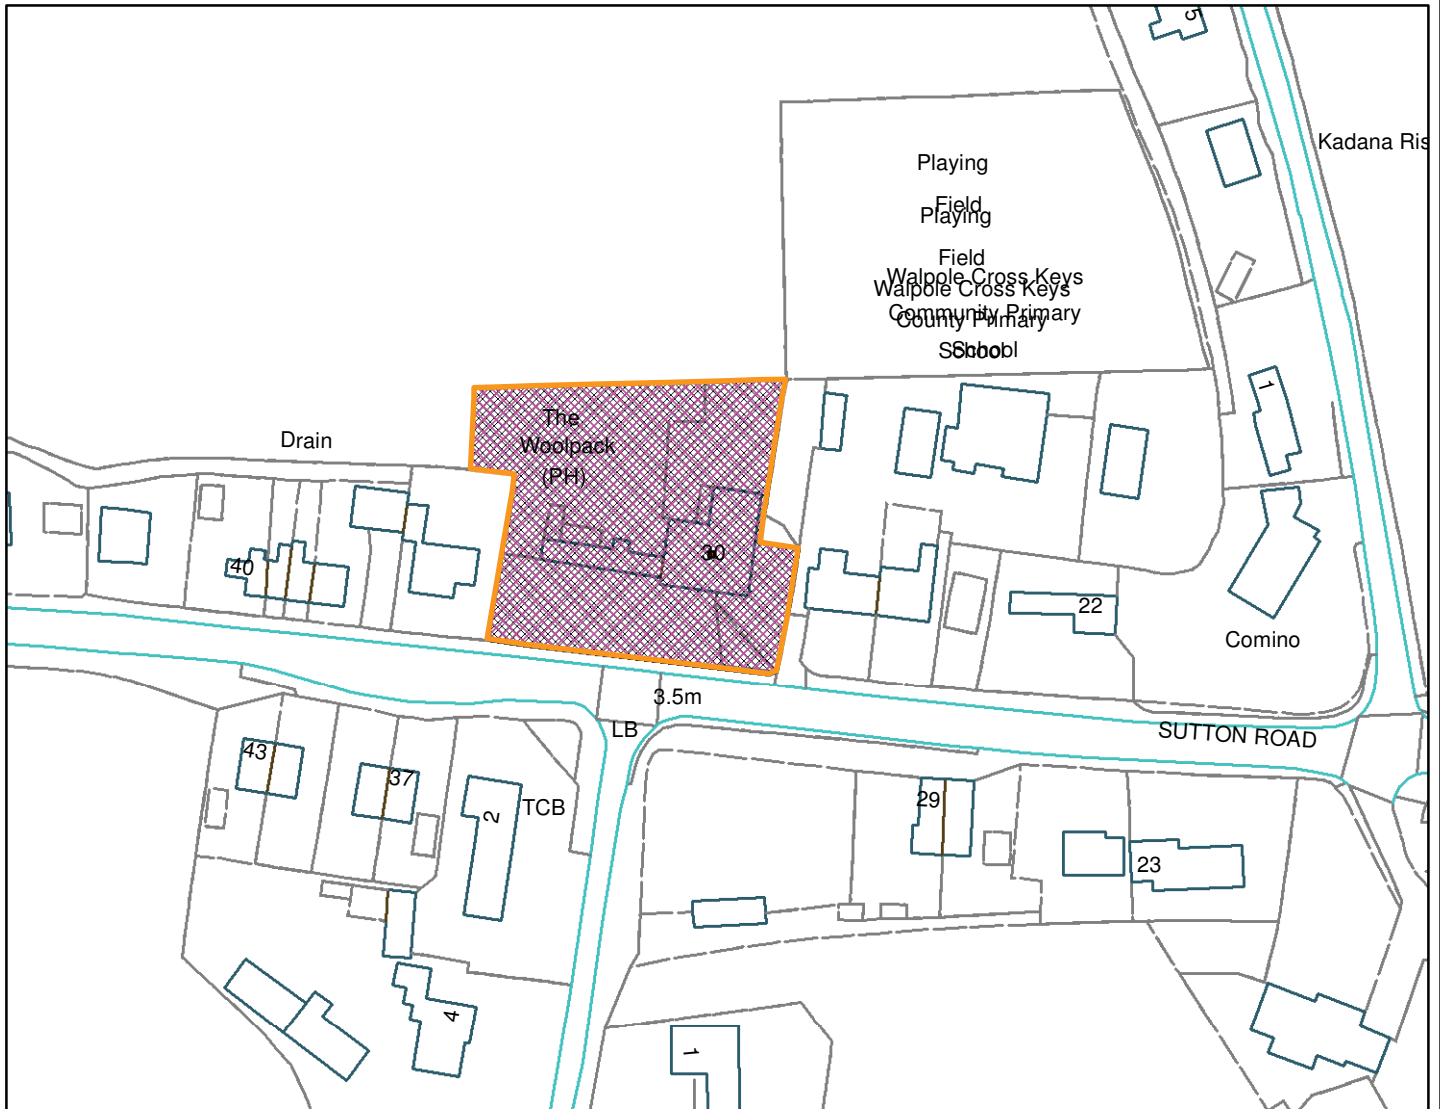 5
Kadana Ris
Playing
Field
Playing
Field
Walpole Cross Keys
Walpole Cross Keys
Community Primary
County Primary
School
School
1
The
Woolpack
(PH)
Drain
30
40
22
Comino
3.5m
LB
SUTTON ROAD
43
37
2
TCB
29
23
4
1